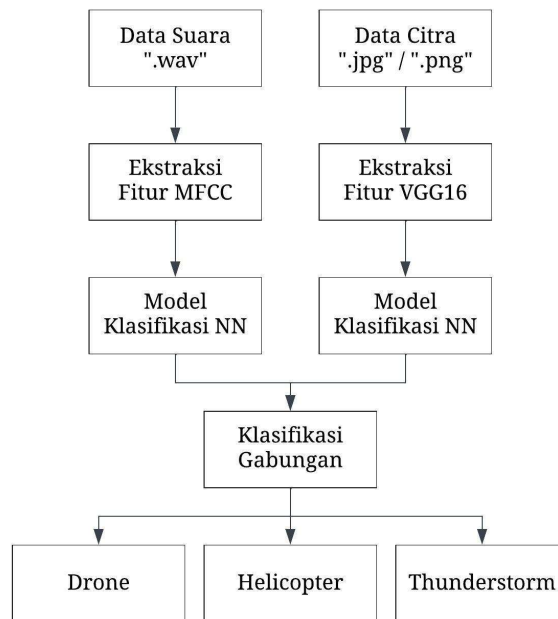 Data Suara
".wav"
Data Citra
".jpg" / ".png"
Ekstraksi
Fitur MFCC
Ekstraksi
Fitur VGG16
Model
Klasifikasi NN
Model
Klasifikasi NN
Klasifikasi
Gabungan
Drone
Helicopter
Thunderstorm